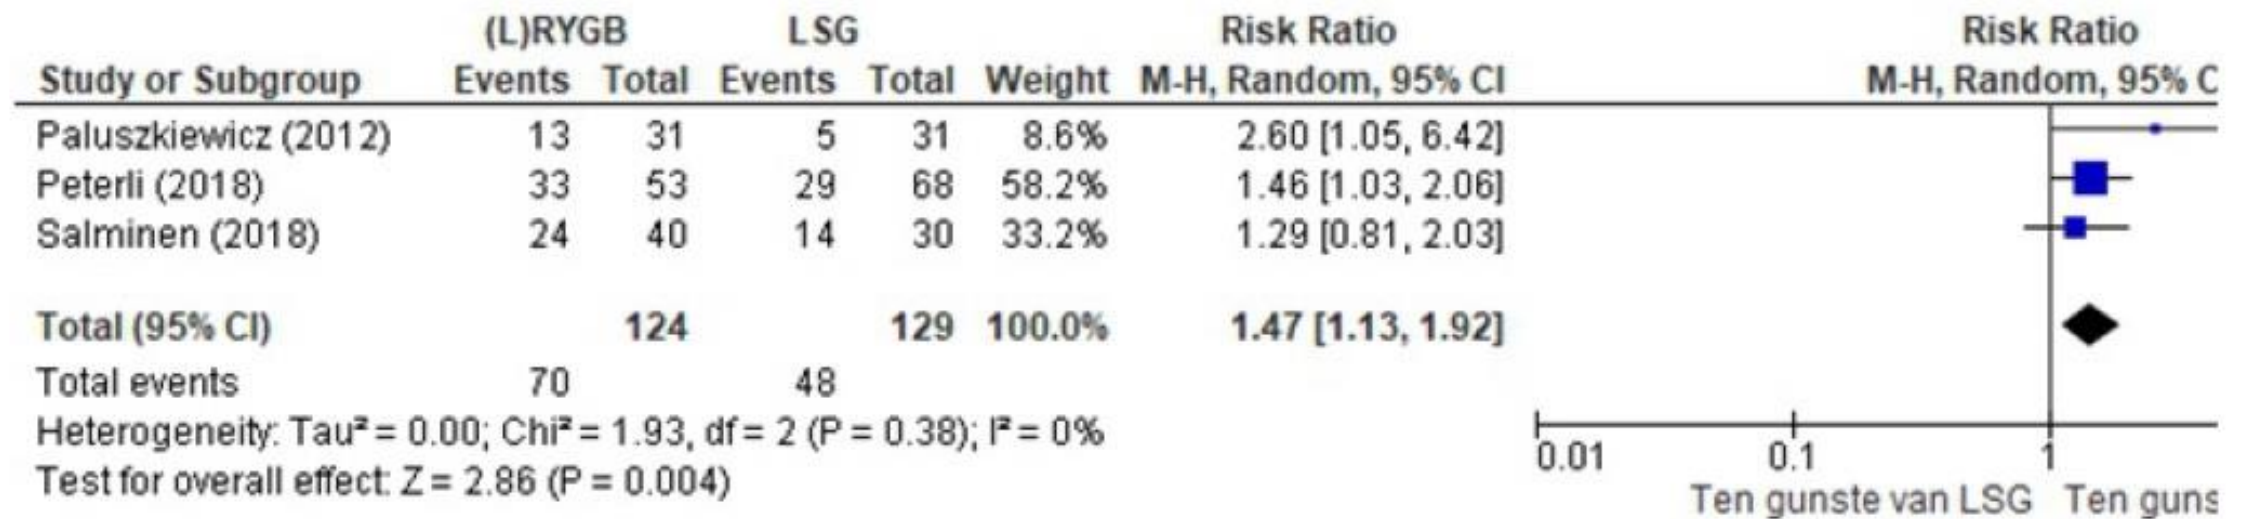 (L)RYGB LSG Risk Ratio Risk Ratio
Study or Subgroup Events Total Events Total Weight M-H, Random, 95% CI M-H, Random, 95% C
Paluszkiewicz (2012) 13 31 5 31 8.6% 2.60 [1.05, 6.42]
Peterli (2018) 33 53 29 68 58.2% 1.46 [1.03, 2.06]
Salminen (2018) 24 40 14 30 33.2% 1.29 [0.81, 2.03]
Total (95% CI) 124 129 100.0% 1.47 [1.13, 1.92]
Total events 70 48
Heterogeneity: Tau² = 0.00; Chi² = 1.93, df = 2 (P = 0.38); I² = 0%
Test for overall effect: Z = 2.86 (P = 0.004)
0.01 0.1 1
Ten gunste van LSG Ten guns